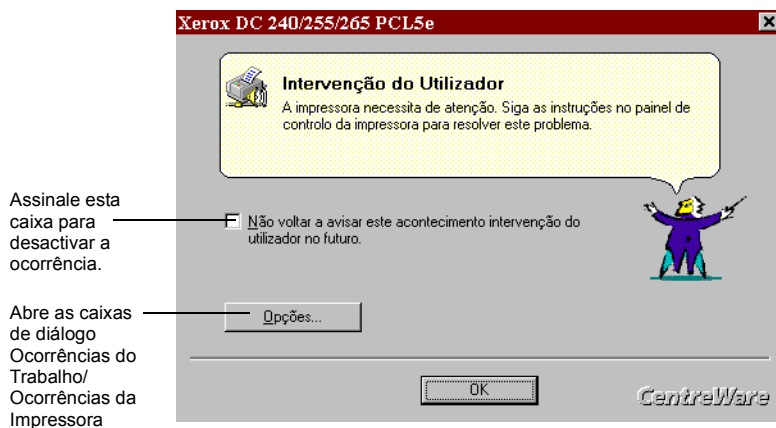 Xerox DC 240/255/265 PCL5e
Intervenção do Utilizador
A impressora necessita de atenção. Siga as instruções no painel de
controlo da impressora para resolver este problema.
Assinale esta
caixa para
desactivar a
ocorrência.
Não voltar a avisar este acontecimento intervenção do
utilizador no futuro.
Abre as caixas
de diálogo
Ocorrências do
Trabalho/
Ocorrências da
Impressora
Opções...
OK
CentreWare